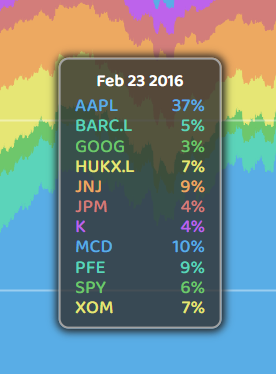 Feb 23 2016
AAPL 37%
BARC.L 5%
GOOG 3%
HUKX.L 7%
JNJ 9%
JPM 4%
K 4%
MCD 10%
PFE 9%
SPY 6%
XOM 7%